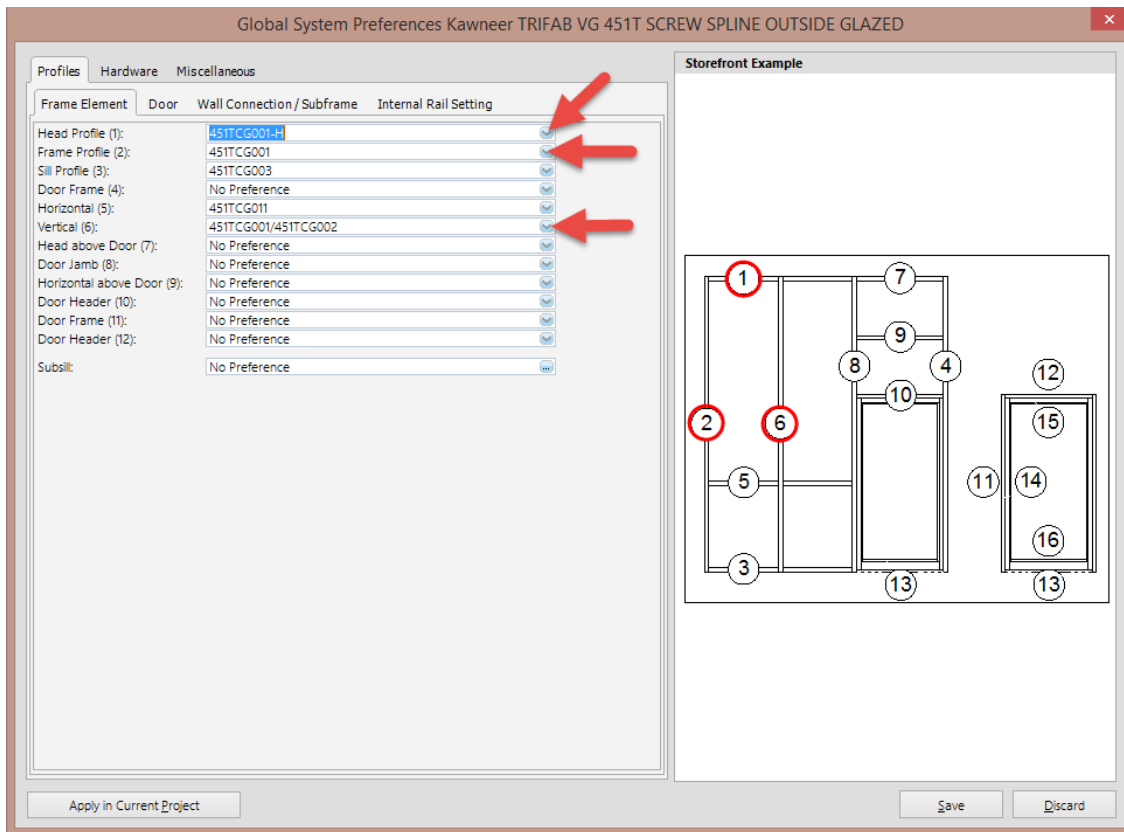 Global System Preferences Kawneer TRIFAB VG 451T SCREW SPLINE OUTSIDE GLAZED
Profiles Hardware Miscellaneous
Frame Element Door Wall Connection / Subframe Internal Rail Setting
Head Profile (1): 451TCG001-H
Frame Profile (2): 451TCG001
Sill Profile (3): 451TCG003
Door Frame (4): No Preference
Horizontal (5): 451TCG011
Vertical (6): 451TCG001/451TCG002
Head above Door (7): No Preference
Door Jamb (8): No Preference
Horizontal above Door (9): No Preference
Door Header (10): No Preference
Door Frame (11): No Preference
Door Header (12): No Preference
Subsill: No Preference
Storefront Example
1 7
9
8 4 12
10
2 6 15
5 11 14
16
3
13 13
Apply in Current Project Save Discard